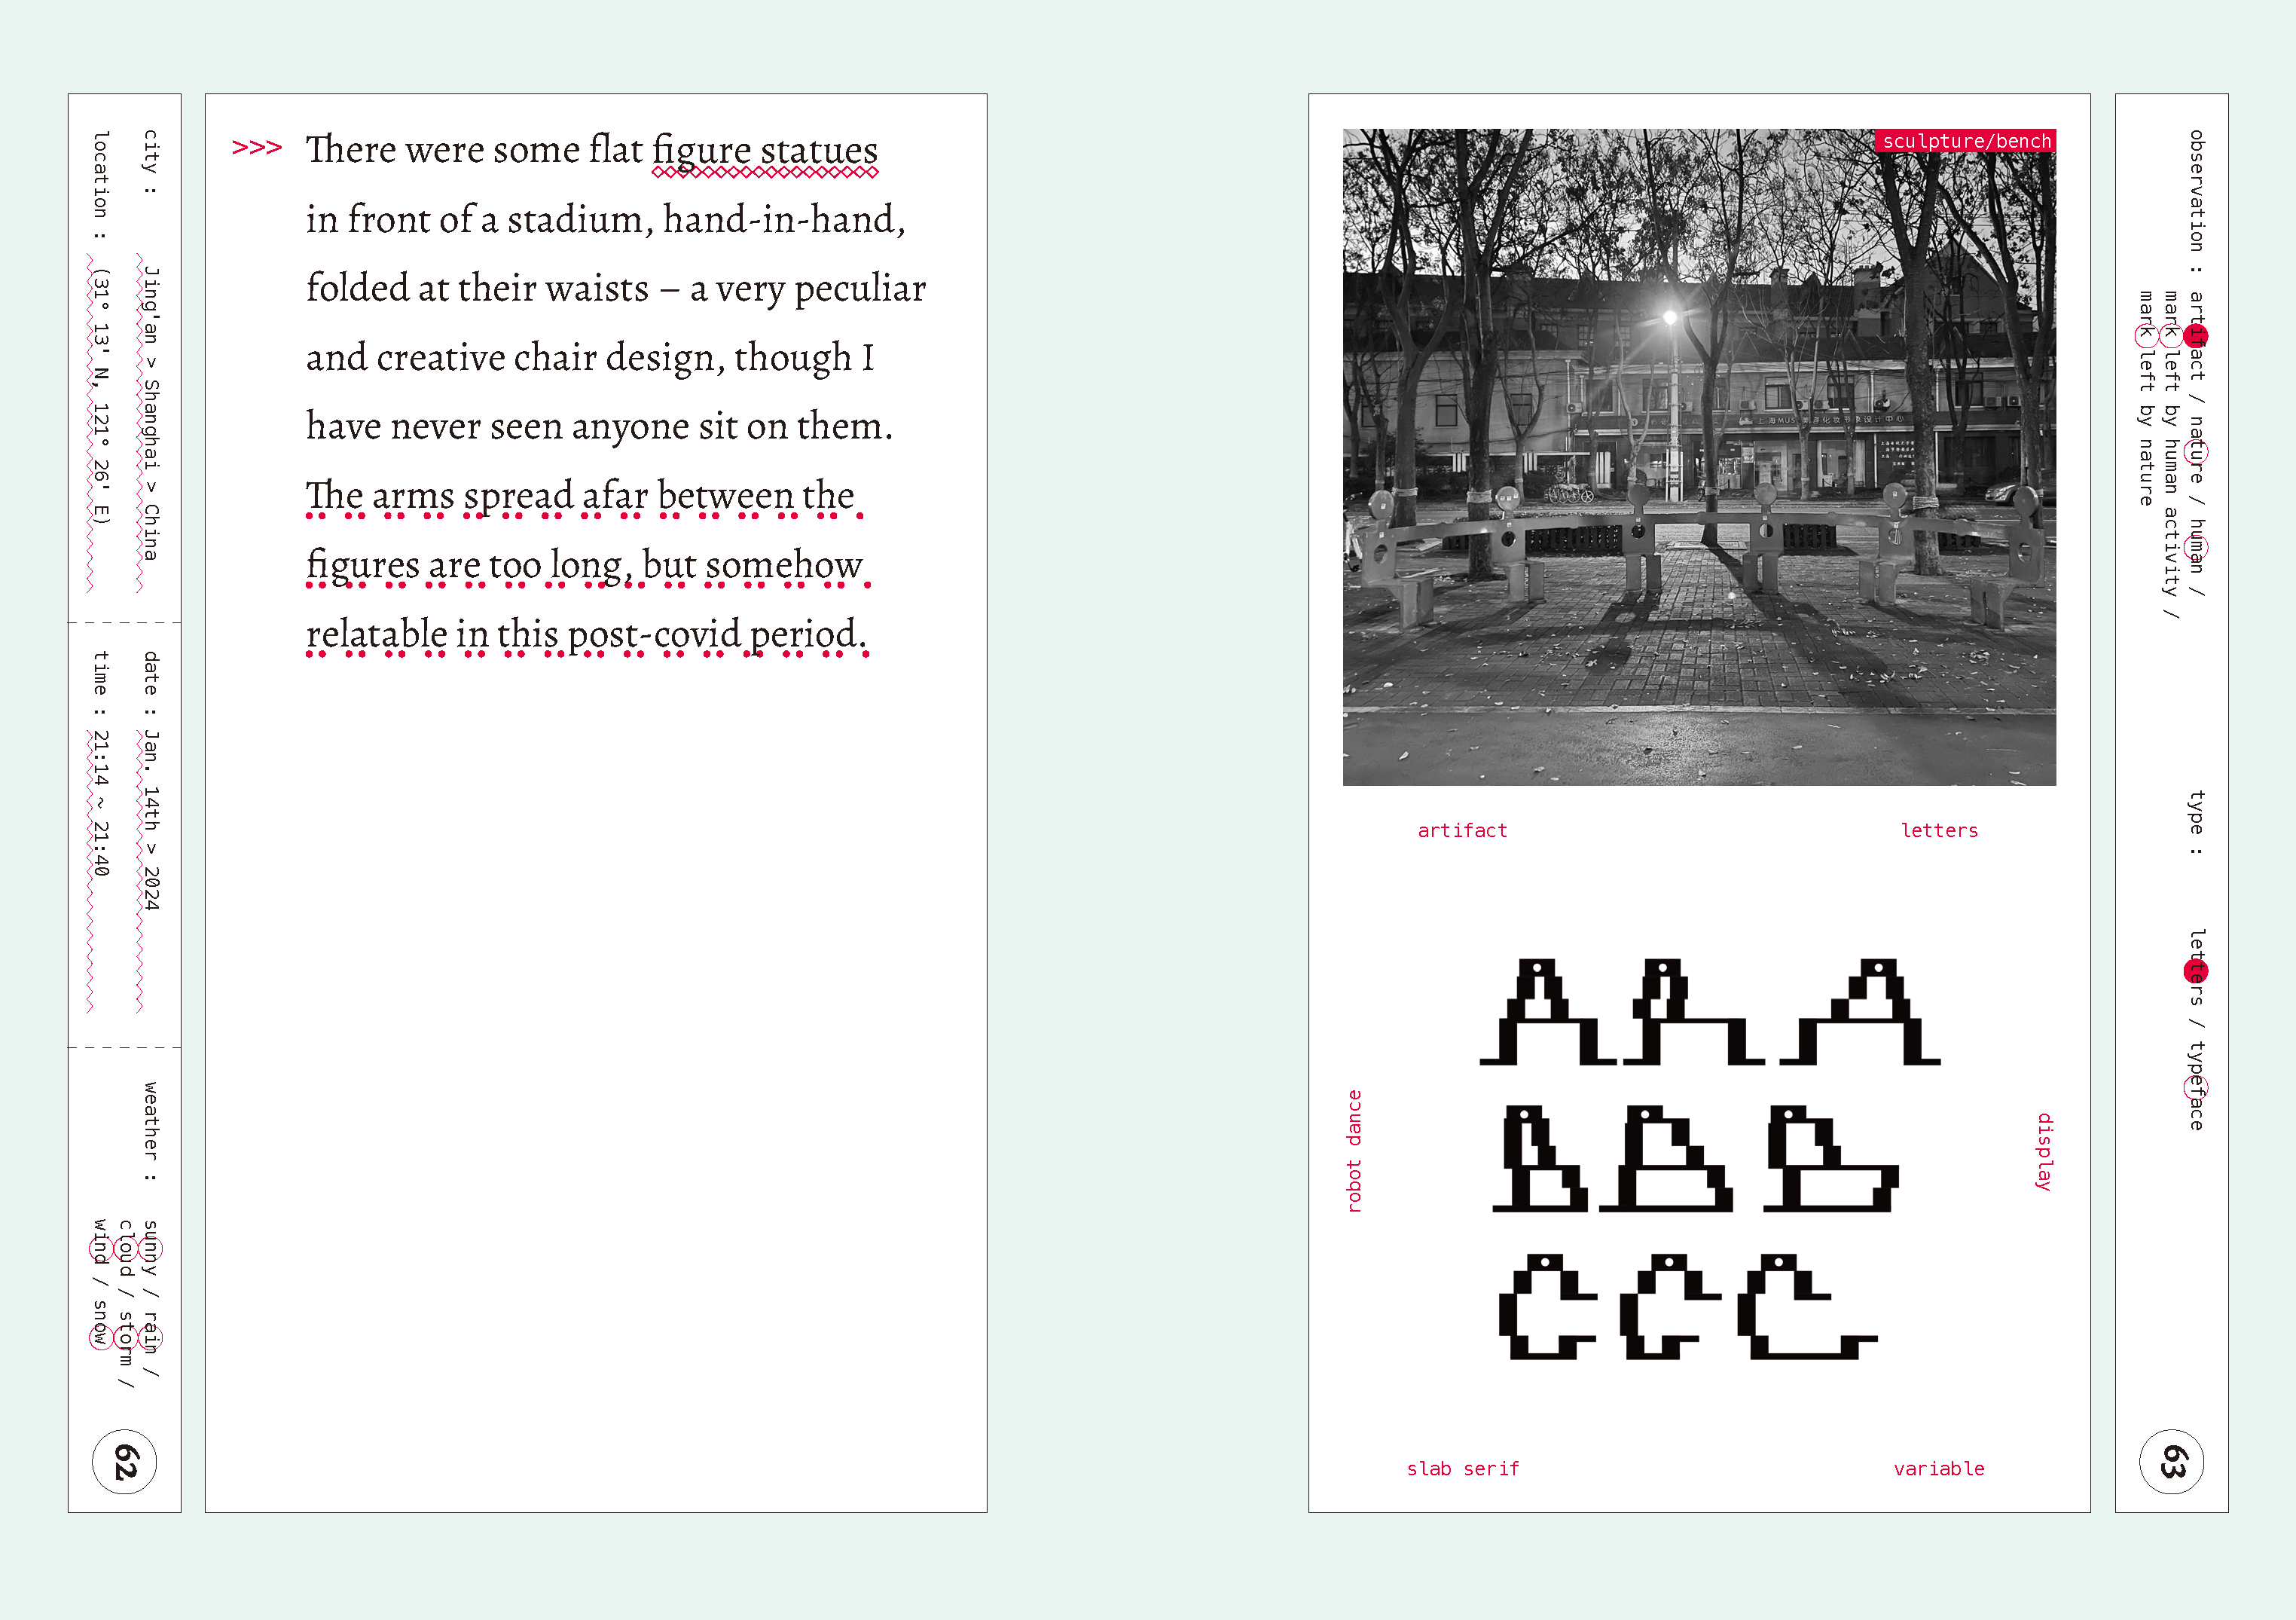 city : Jing'an > Shanghai > China
location : (31° 13' N, 121° 26' E)
date : Jan. 14th > 2024
time : 21:14 ~ 21:40
weather : sunny / rain /
cloud / storm /
wind / snow
62
>>> There were some flat figure statues
in front of a stadium, hand-in-hand,
folded at their waists – a very peculiar
and creative chair design, though I
have never seen anyone sit on them.
The arms spread afar between the
figures are too long, but somehow
relatable in this post-covid period.
sculpture/bench
artifact
letters
robot dance
A A A
B B B
C C C
display
slab serif
variable
observation : artifact / nature / human /
mark left by human activity /
mark left by nature
type : letters / typeface
63